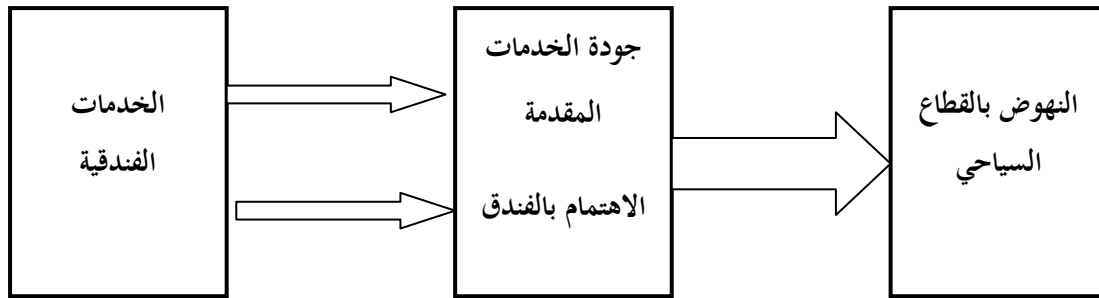 الخدمات
الفندقية
جودة الخدمات
المقدمة
الاهتمام بالفندق
النهوض بالقطاع
السياحي